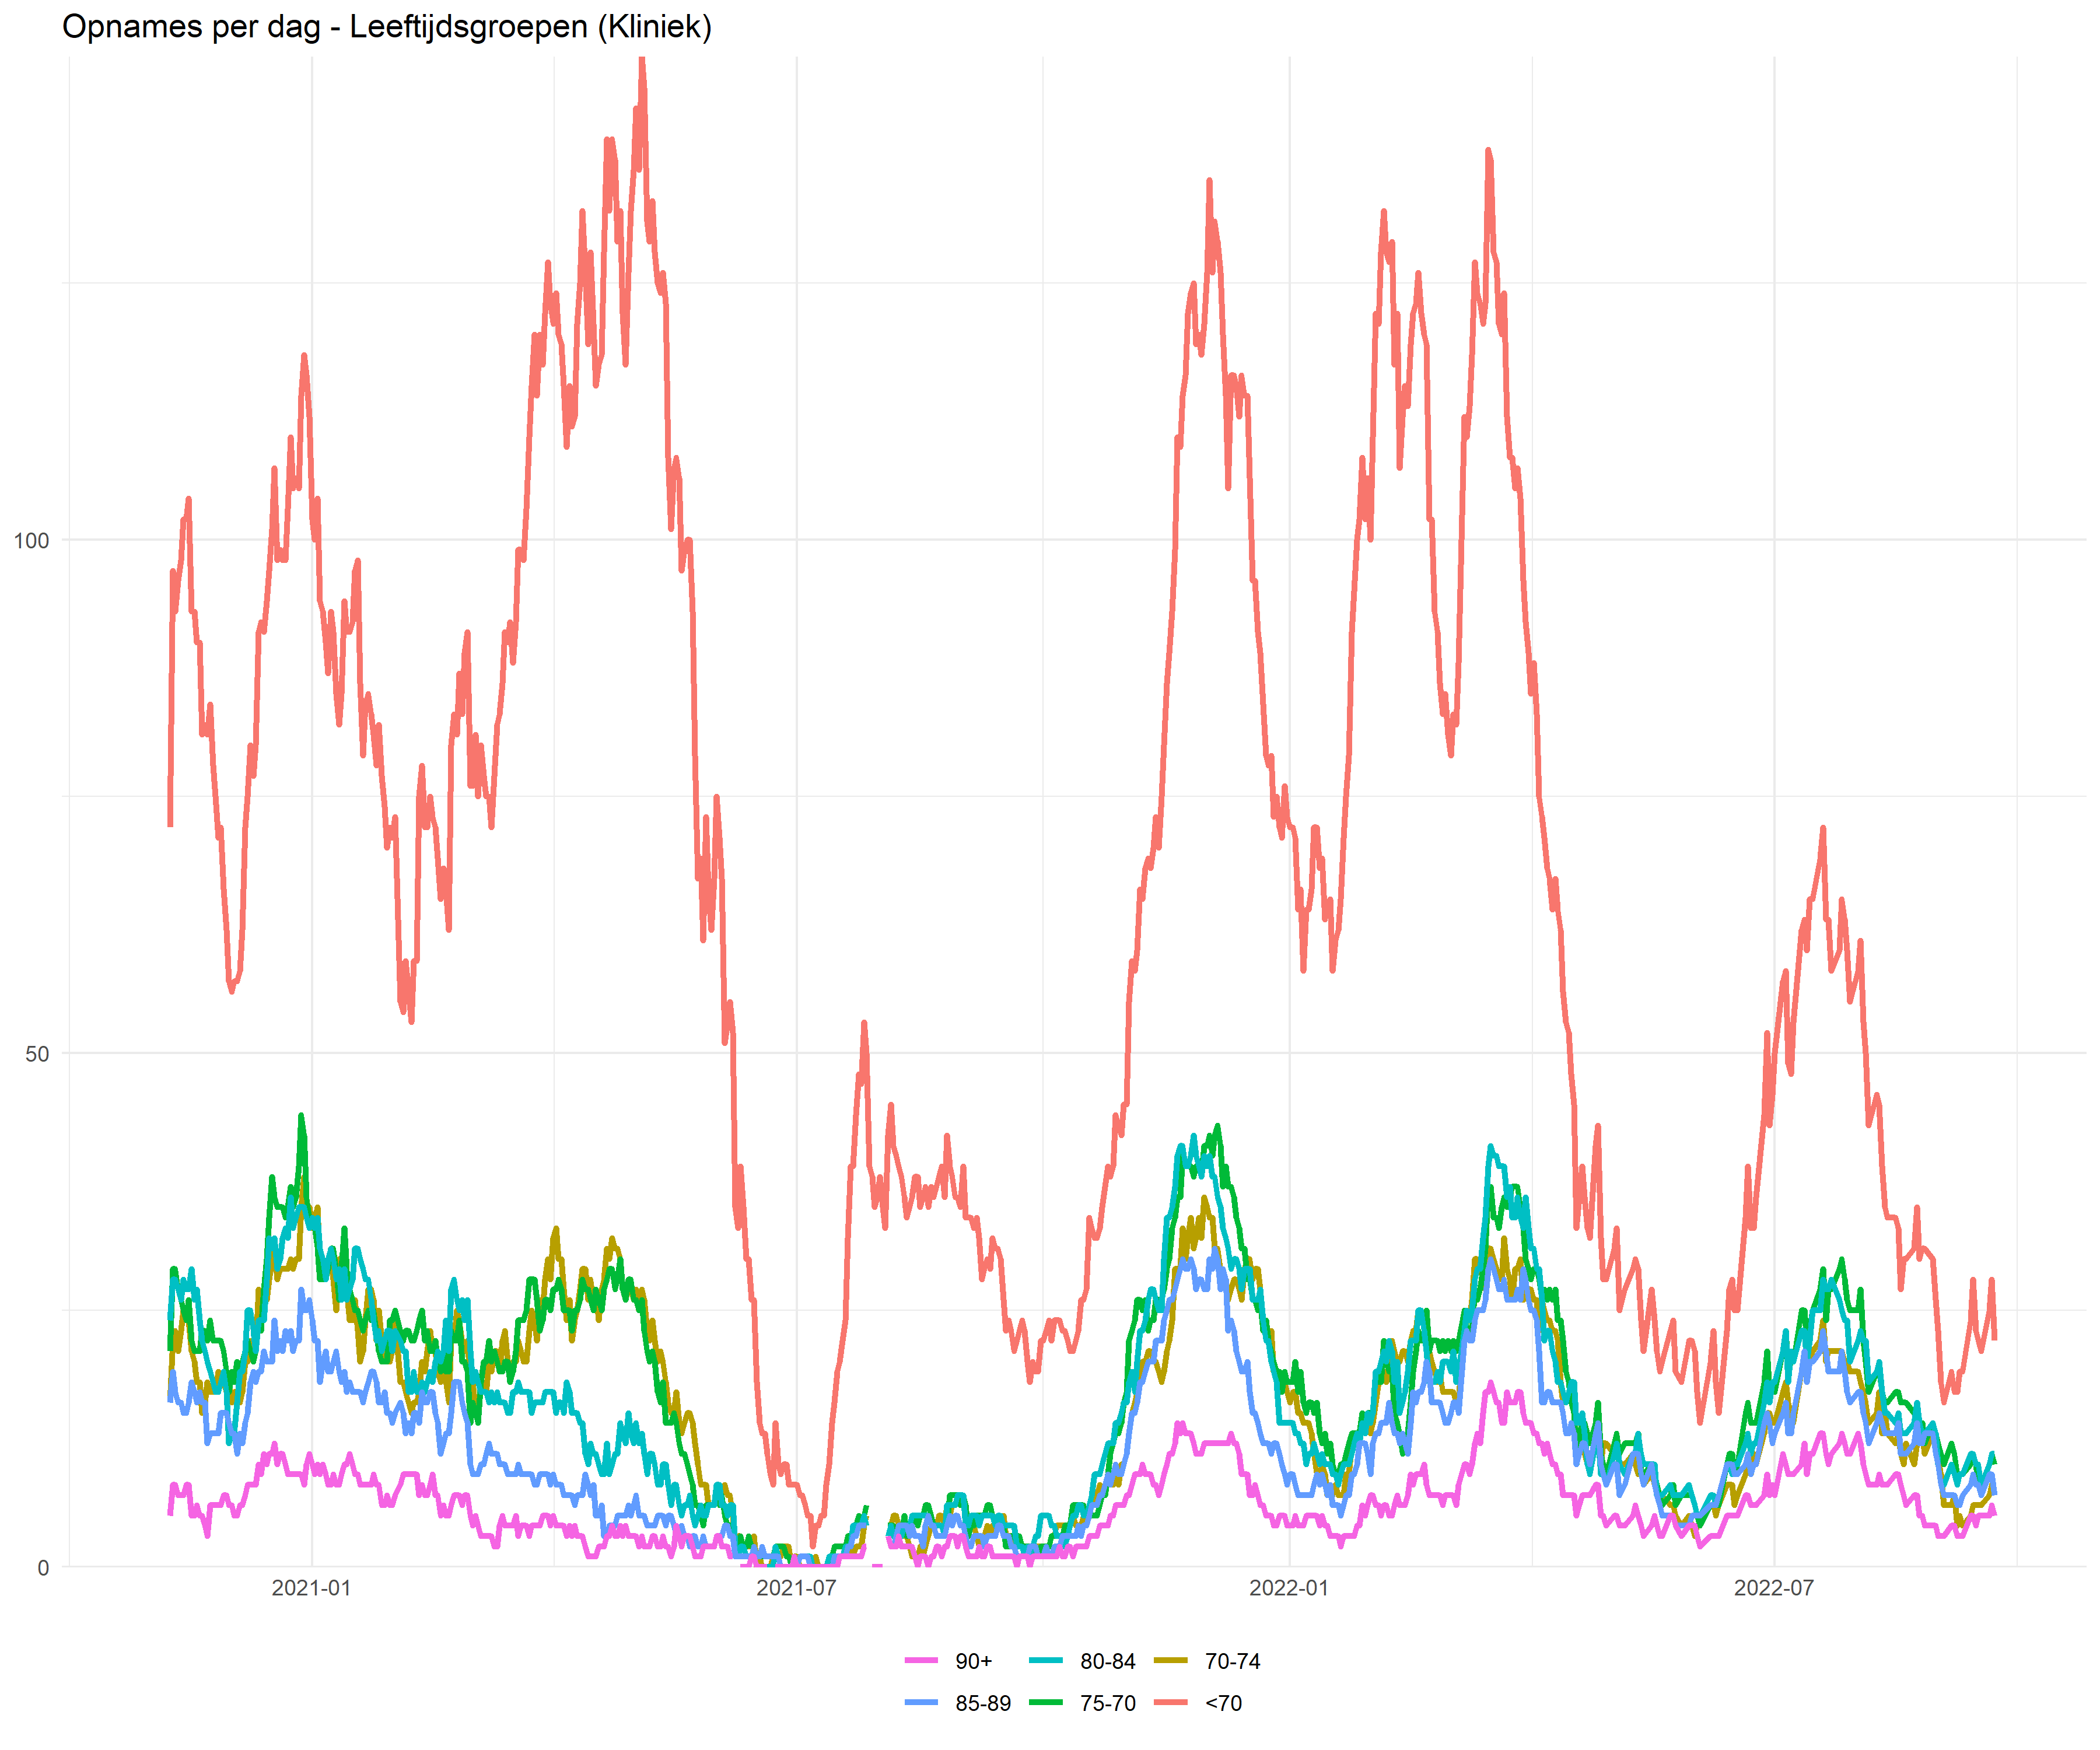 Opnames per dag - Leeftijdsgroepen (Kliniek)
100
50
0
2021-01 2021-07 2022-01 2022-07
90+ 80-84 70-74
85-89 75-70 <70